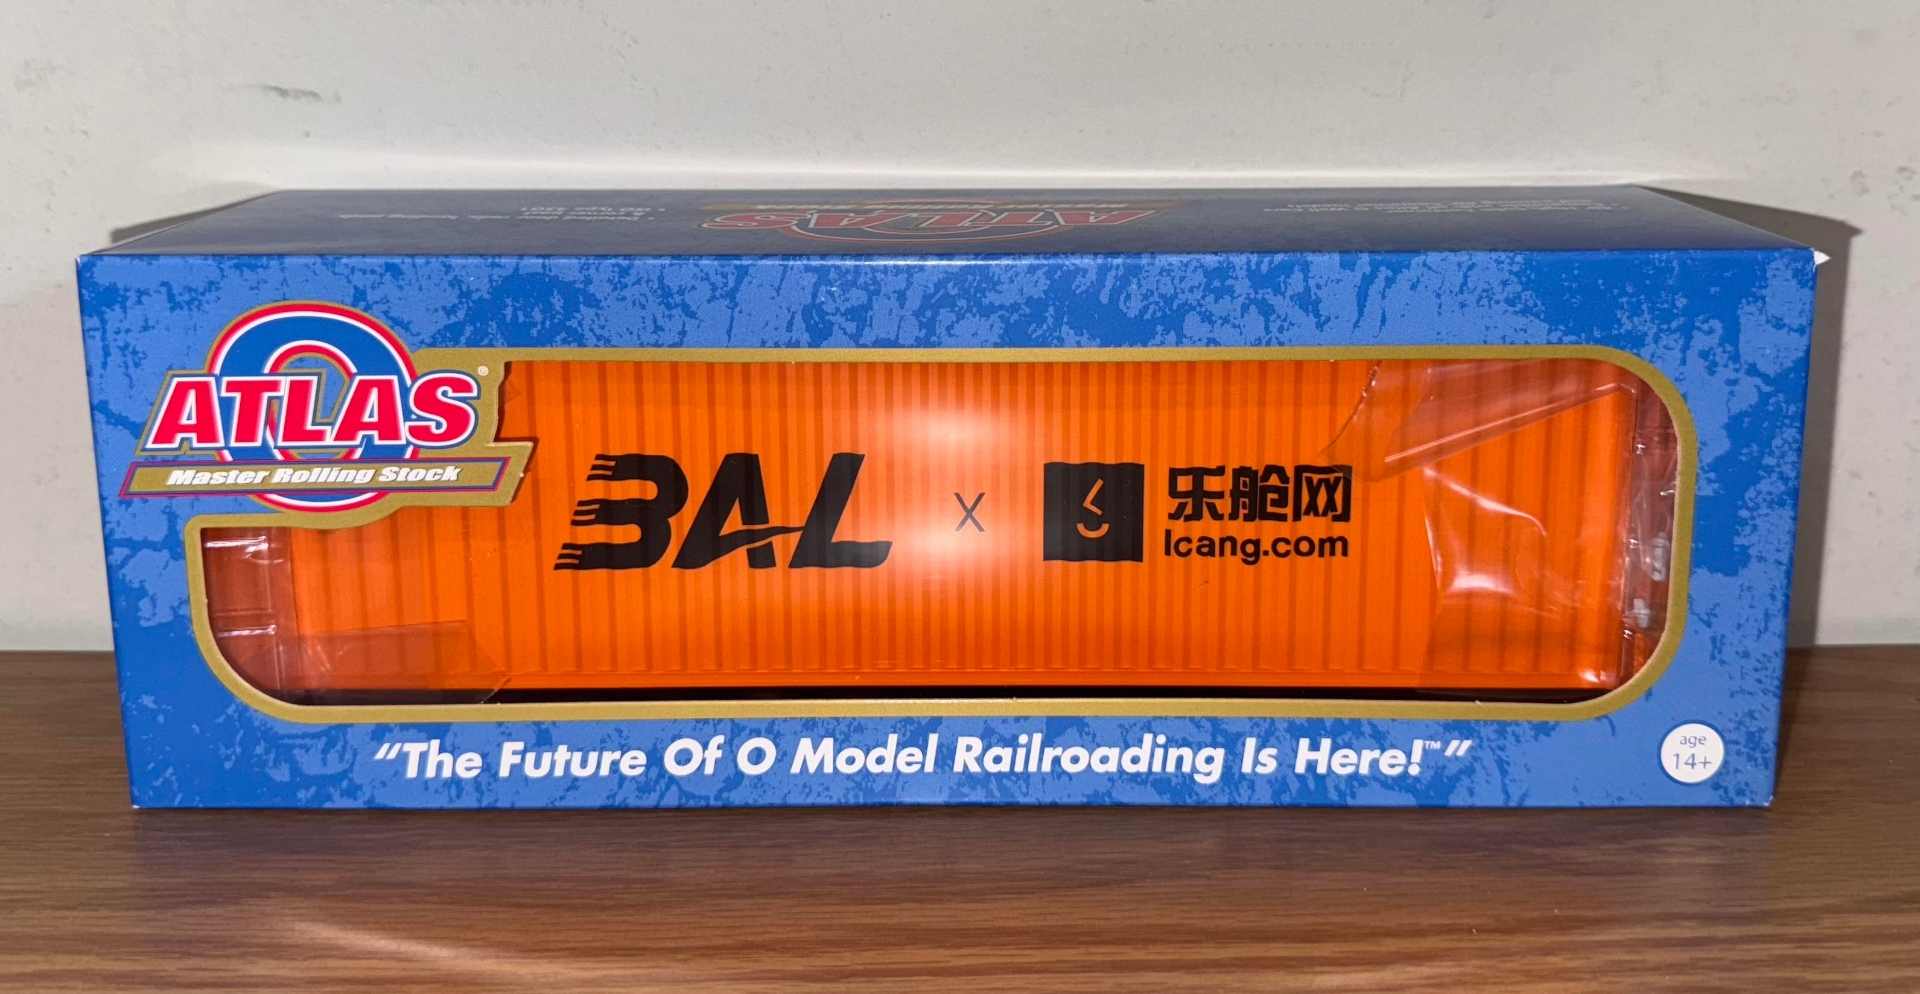 ATLAS
ATLAS®
Master Rolling Stock
BAL X 乐舱网
lcang.com
“The Future Of O Model Railroading Is Here!™”
age
14+